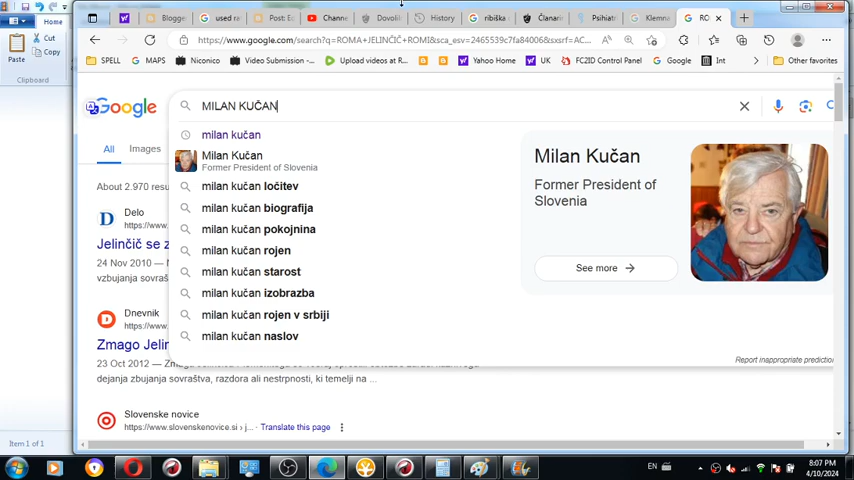 Blogger
used ra
Post Ed
Channe
Dovolil
History
ribiška
Članarin
Psihiatr
Klemna
RO
Home
Cut
Copy
Paste
Clipboard
https://www.google.com/search?q=ROMA+JELINČIČ+ROMI&sca_esv=2465539c7fa84006&sxsrf=AC...
SPELL
MAPS
Niconico
Video Submission -...
Upload videos at R...
Yahoo Home
UK
FC2ID Control Panel
Google
Int
Other favorites
Google
MILAN KUČAN
milan kučan
Milan Kučan
Former President of Slovenia
milan kučan ločitev
milan kučan biografija
milan kučan pokojnina
milan kučan rojen
milan kučan starost
milan kučan izobrazba
milan kučan rojen v srbiji
milan kučan naslov
Milan Kučan
Former President of
Slovenia
See more
Report inappropriate prediction
All
Images
About 2.970 resu
Delo
https://www.
Jelinčič se z
24 Nov 2010 —
vzbujanja sovraš
Dnevnik
https://www.
Zmago Jelin
23 Oct 2012 —
dejanja zbujanja sovraštva, razdora ali nestrpnosti, ki temelji na ...
Slovenske novice
https://www.slovenskenovice.si › j... · Translate this page
Item 1 of 1
EN
8:07 PM
4/10/2024